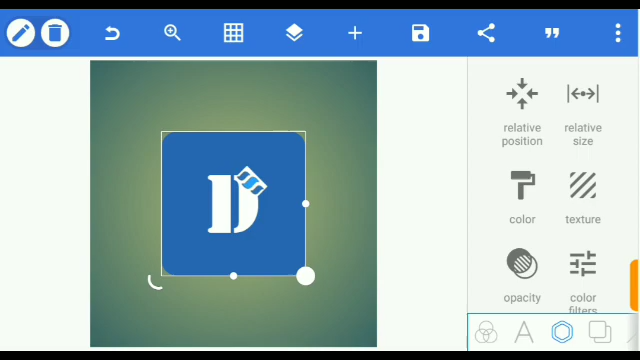 D
relative
position
relative
size
color
texture
opacity
color
filters
A